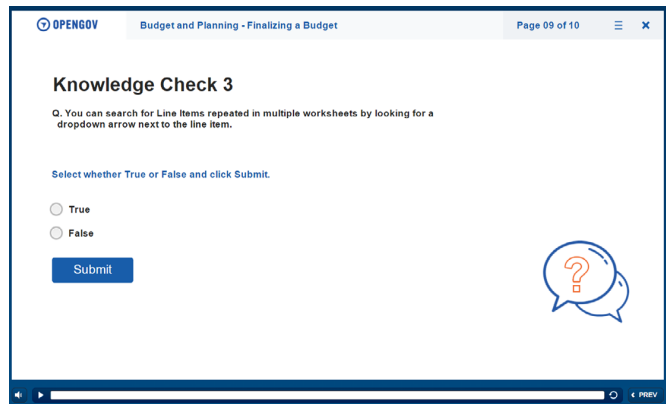 OPENGOV
Budget and Planning - Finalizing a Budget
Page 09 of 10
Knowledge Check 3
Q. You can search for Line Items repeated in multiple worksheets by looking for a
dropdown arrow next to the line item.
Select whether True or False and click Submit.
True
False
Submit
?
PREV